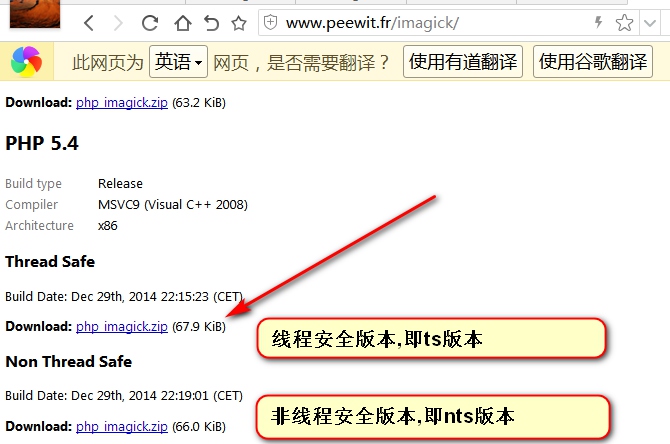 www.peewit.fr/imagick/
此网页为 英语 网页，是否需要翻译？ 使用有道翻译 使用谷歌翻译
Download: php_imagick.zip (63.2 KiB)
PHP 5.4
Build type Release
Compiler MSVC9 (Visual C++ 2008)
Architecture x86
Thread Safe
Build Date: Dec 29th, 2014 22:15:23 (CET)
Download: php_imagick.zip (67.9 KiB)
线程安全版本,即ts版本
Non Thread Safe
Build Date: Dec 29th, 2014 22:19:01 (CET)
非线程安全版本,即nts版本
Download: php_imagick.zip (66.0 KiB)